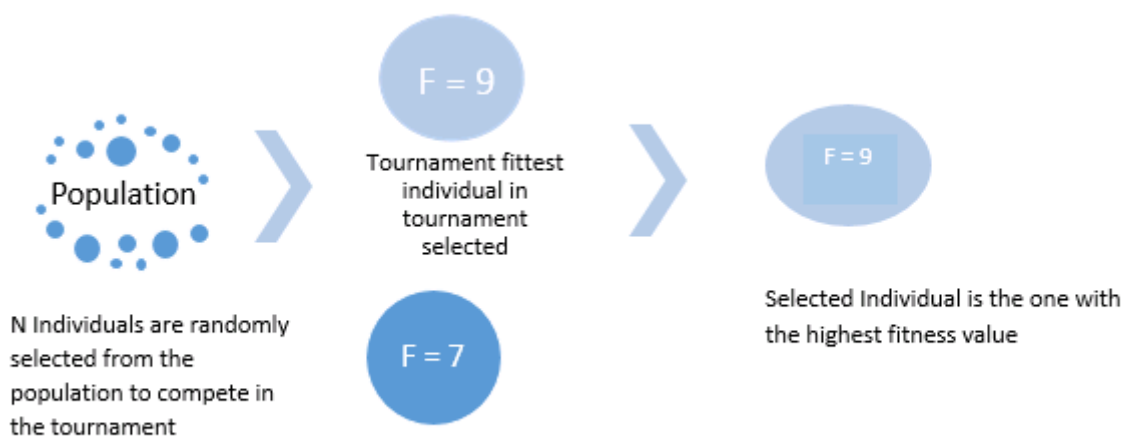 Population
N Individuals are randomly
selected from the
population to compete in
the tournament
F = 9
Tournament fittest
individual in
tournament
selected
F = 7
F = 9
Selected Individual is the one with
the highest fitness value